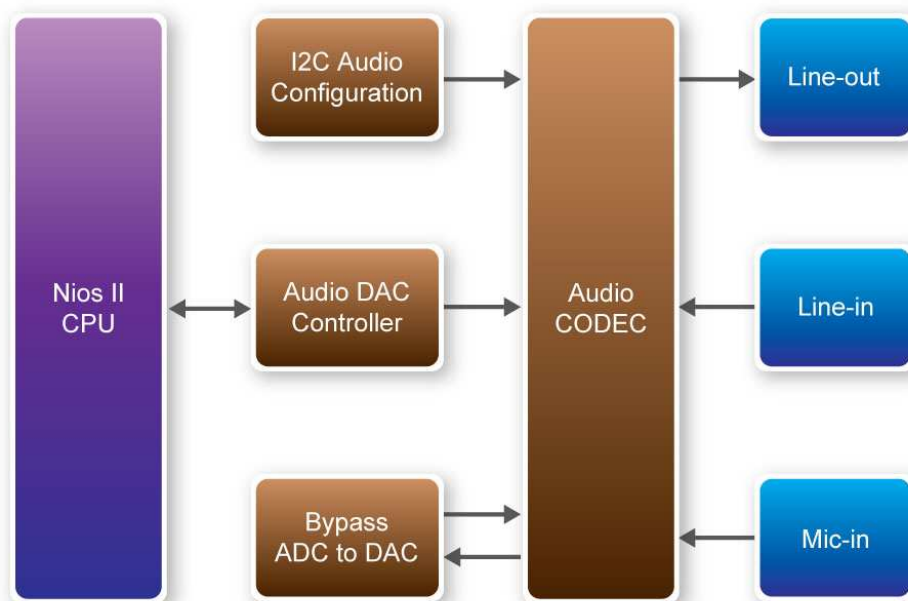 Nios II
CPU
I2C Audio
Configuration
Audio DAC
Controller
Bypass
ADC to DAC
Audio
CODEC
Line-out
Line-in
Mic-in